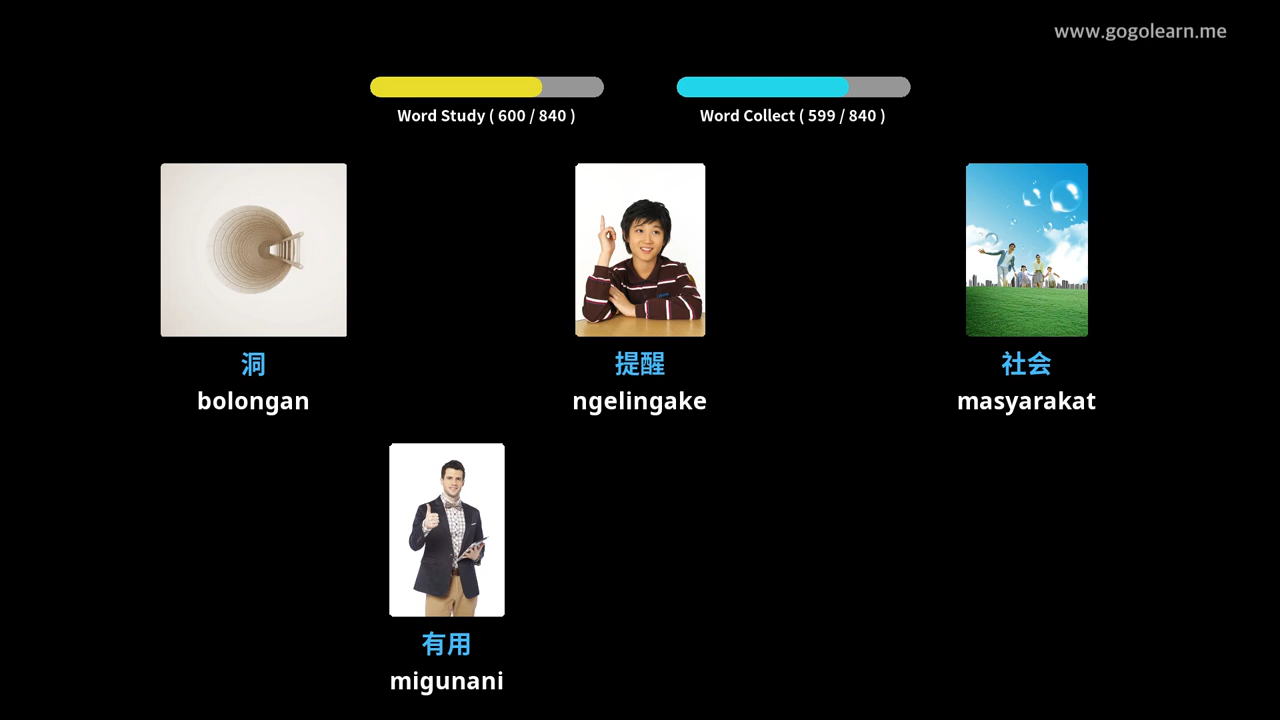 www.gogolearn.me
Word Study ( 600 / 840 )
Word Collect ( 599 / 840 )
洞
bolongan
提醒
ngelingake
社会
masyarakat
有用
migunani